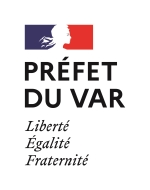 PRÉFET
DU VAR
Liberté
Égalité
Fraternité